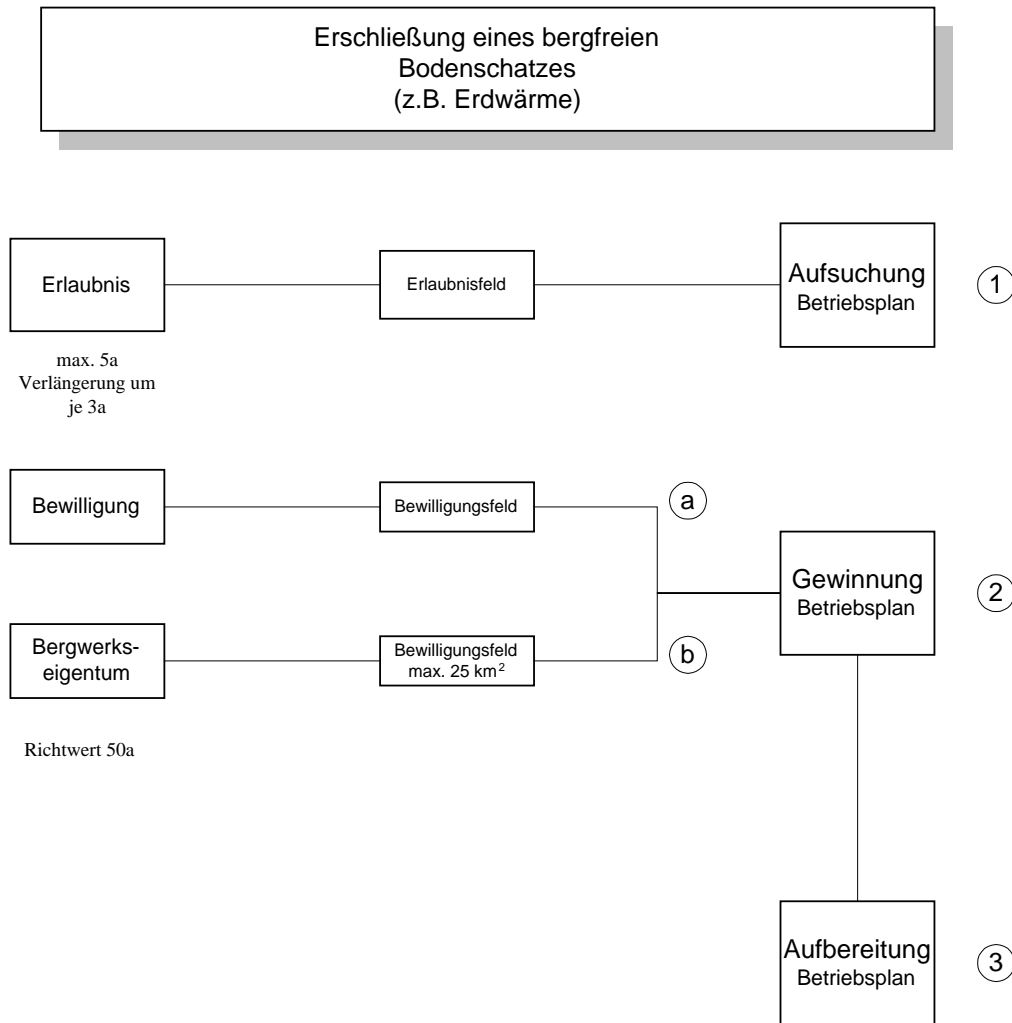 Erschließung eines bergfreien
Bodenschatzes
(z.B. Erdwärme)
Erlaubnis
Erlaubnisfeld
Aufsuchung
Betriebsplan
1
max. 5a
Verlängerung um
je 3a
Bewilligung
Bewilligungsfeld
a
Gewinnung
Betriebsplan
2
Bergwerks-
eigentum
Bewilligungsfeld
max. 25 km²
b
Richtwert 50a
Aufbereitung
Betriebsplan
3